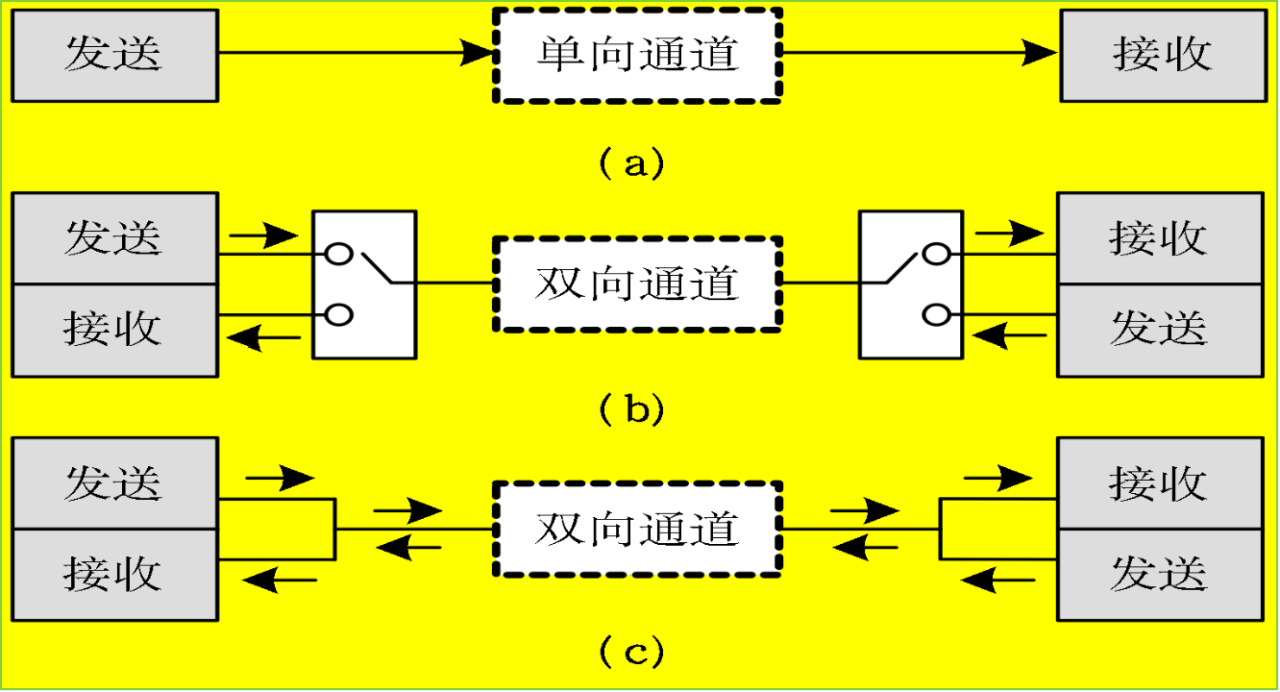 发送 单向通道 接收
(a)
发送 接收
双向通道
接收 发送
(b)
发送 接收
双向通道
接收 发送
(c)